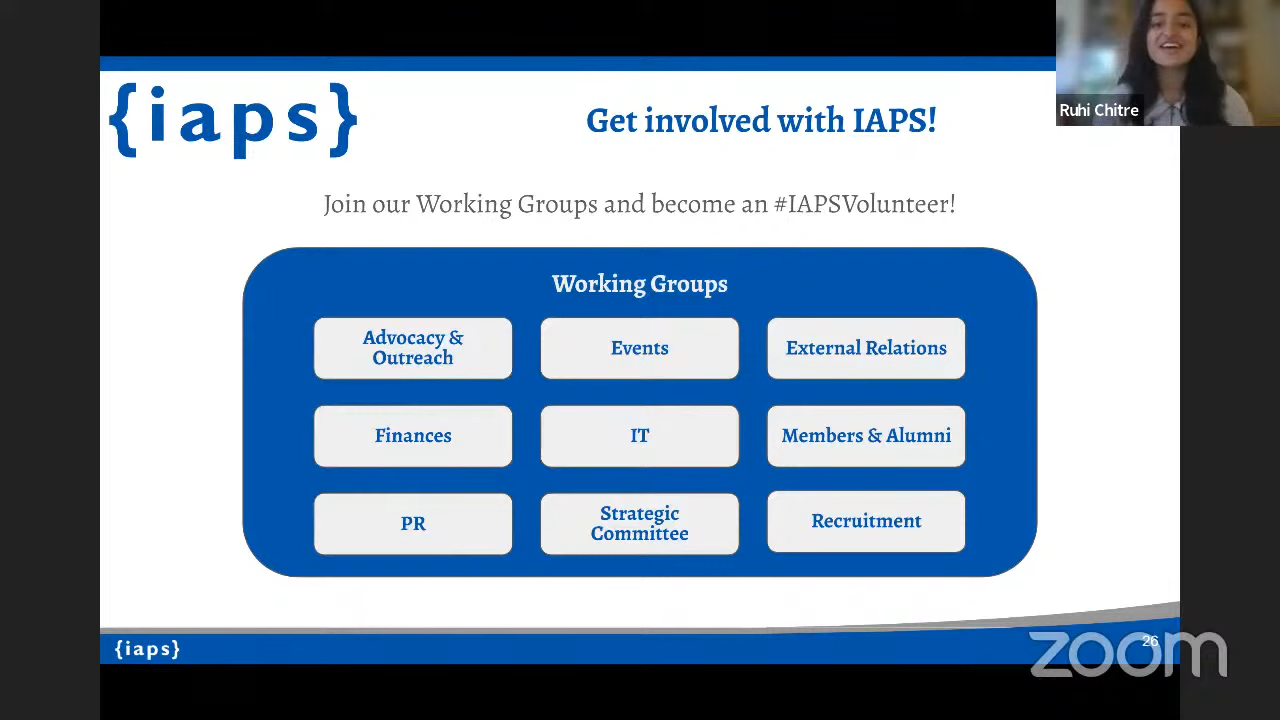 {iaps}
Get involved with IAPS!
Ruhi Chitre
Join our Working Groups and become an #IAPSVolunteer!
Working Groups
Advocacy &
Outreach
Events
External Relations
Finances
IT
Members & Alumni
PR
Strategic
Committee
Recruitment
{iaps}
26
zoom